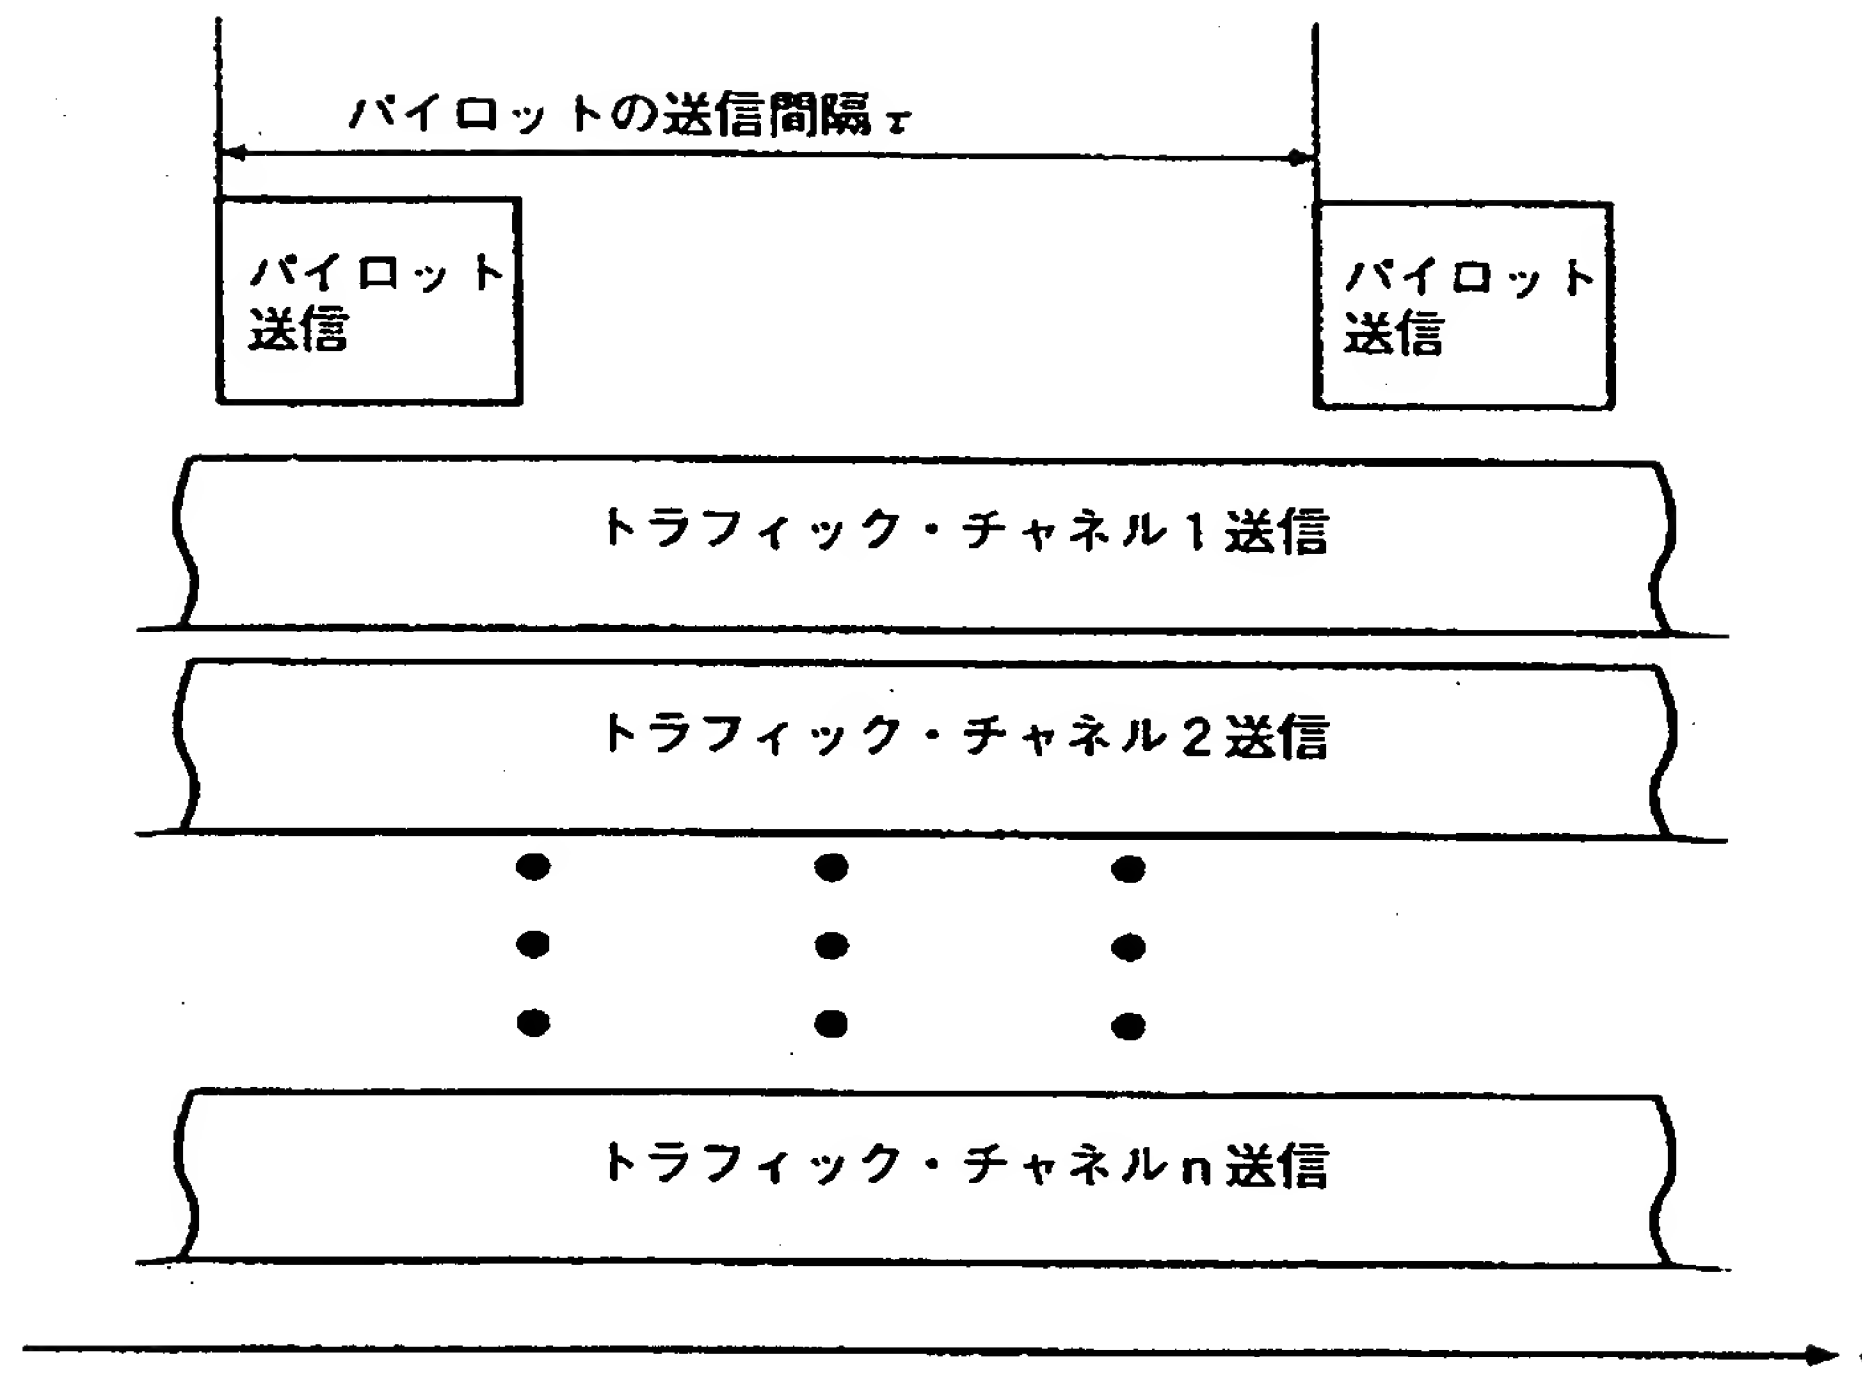 パイロットの送信間隔τ
パイロット
送信
パイロット
送信
トラフィック・チャネル1送信
トラフィック・チャネル2送信
トラフィック・チャネルn送信